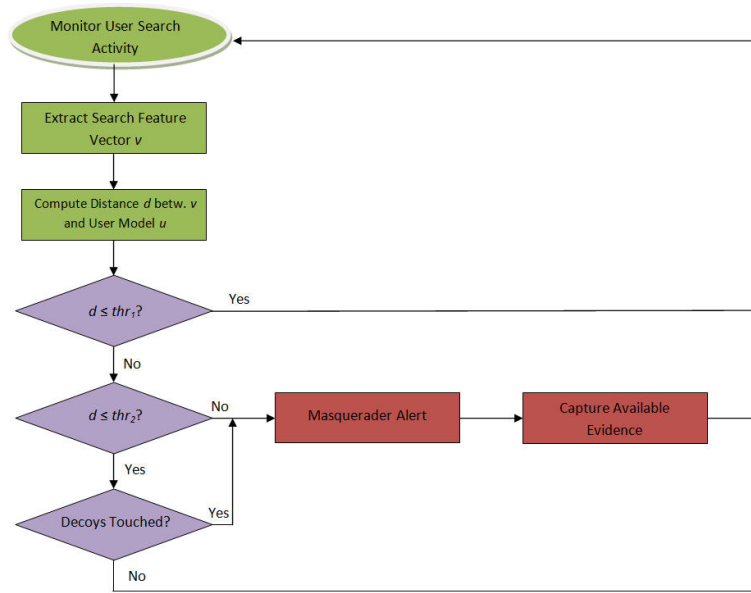 Monitor User Search
Activity
Extract Search Feature
Vector v
Compute Distance d betw. v
and User Model u
d ≤ thr₁?
Yes
No
d ≤ thr₂?
No
Masquerader Alert
Capture Available
Evidence
Yes
Decoys Touched?
Yes
No